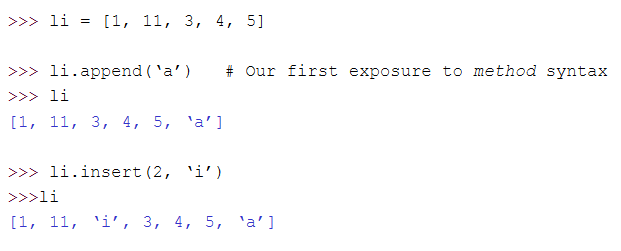 >>> li = [1, 11, 3, 4, 5]
>>> li.append(‘a’) # Our first exposure to method syntax
>>> li
[1, 11, 3, 4, 5, ‘a’]
>>> li.insert(2, ‘i’)
>>>li
[1, 11, ‘i’, 3, 4, 5, ‘a’]